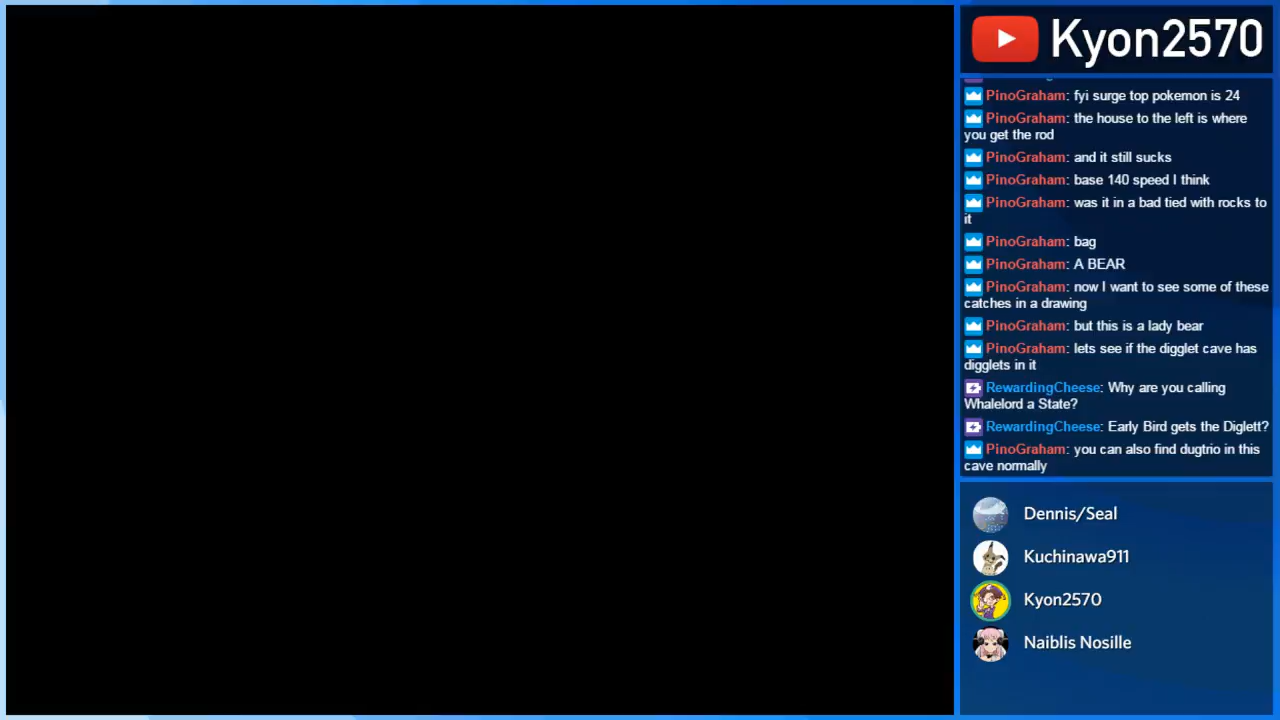 Kyon2570
PinoGraham: fyi surge top pokemon is 24
PinoGraham: the house to the left is where
you get the rod
PinoGraham: and it still sucks
PinoGraham: base 140 speed I think
PinoGraham: was it in a bad tied with rocks to
it
PinoGraham: bag
PinoGraham: A BEAR
PinoGraham: now I want to see some of these
catches in a drawing
PinoGraham: but this is a lady bear
PinoGraham: lets see if the digglet cave has
digglets in it
RewardingCheese: Why are you calling
Whalelord a State?
RewardingCheese: Early Bird gets the Diglett?
PinoGraham: you can also find dugtrio in this
cave normally
Dennis/Seal
Kuchinawa911
Kyon2570
Naiblis Nosille